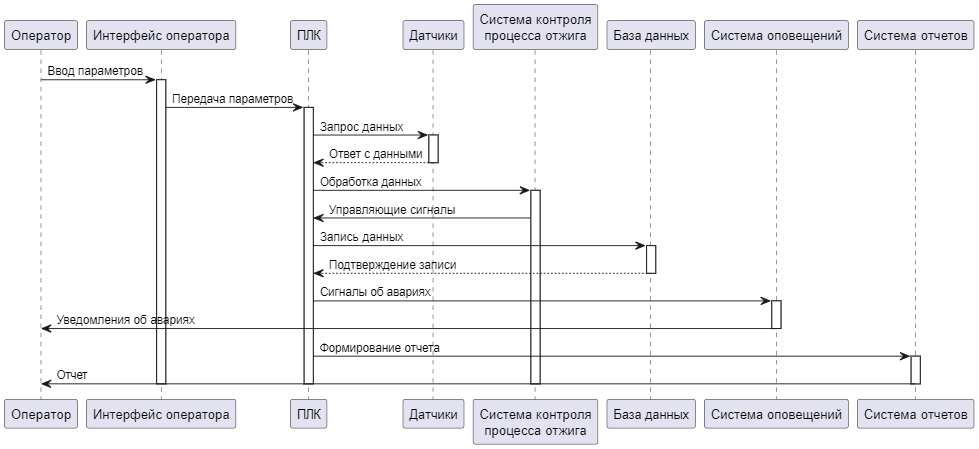 Оператор
Интерфейс оператора
ПЛК
Датчики
Система контроля
процесса отжига
База данных
Система оповещений
Система отчетов
Ввод параметров
Передача параметров
Запрос данных
Ответ с данными
Обработка данных
Управляющие сигналы
Запись данных
Подтверждение записи
Сигналы об авариях
Уведомления об авариях
Формирование отчета
Отчет
Оператор
Интерфейс оператора
ПЛК
Датчики
Система контроля
процесса отжига
База данных
Система оповещений
Система отчетов